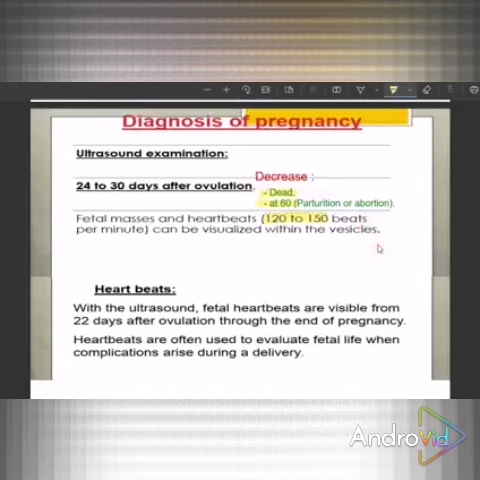 Diagnosis of pregnancy
Ultrasound examination:
Decrease :
24 to 30 days after ovulation.
- Dead.
- at 60 (Parturition or abortion).
Fetal masses and heartbeats (120 to 150 beats
per minute) can be visualized within the vesicles.
Heart beats:
With the ultrasound, fetal heartbeats are visible from
22 days after ovulation through the end of pregnancy.
Heartbeats are often used to evaluate fetal life when
complications arise during a delivery.
AndroVid